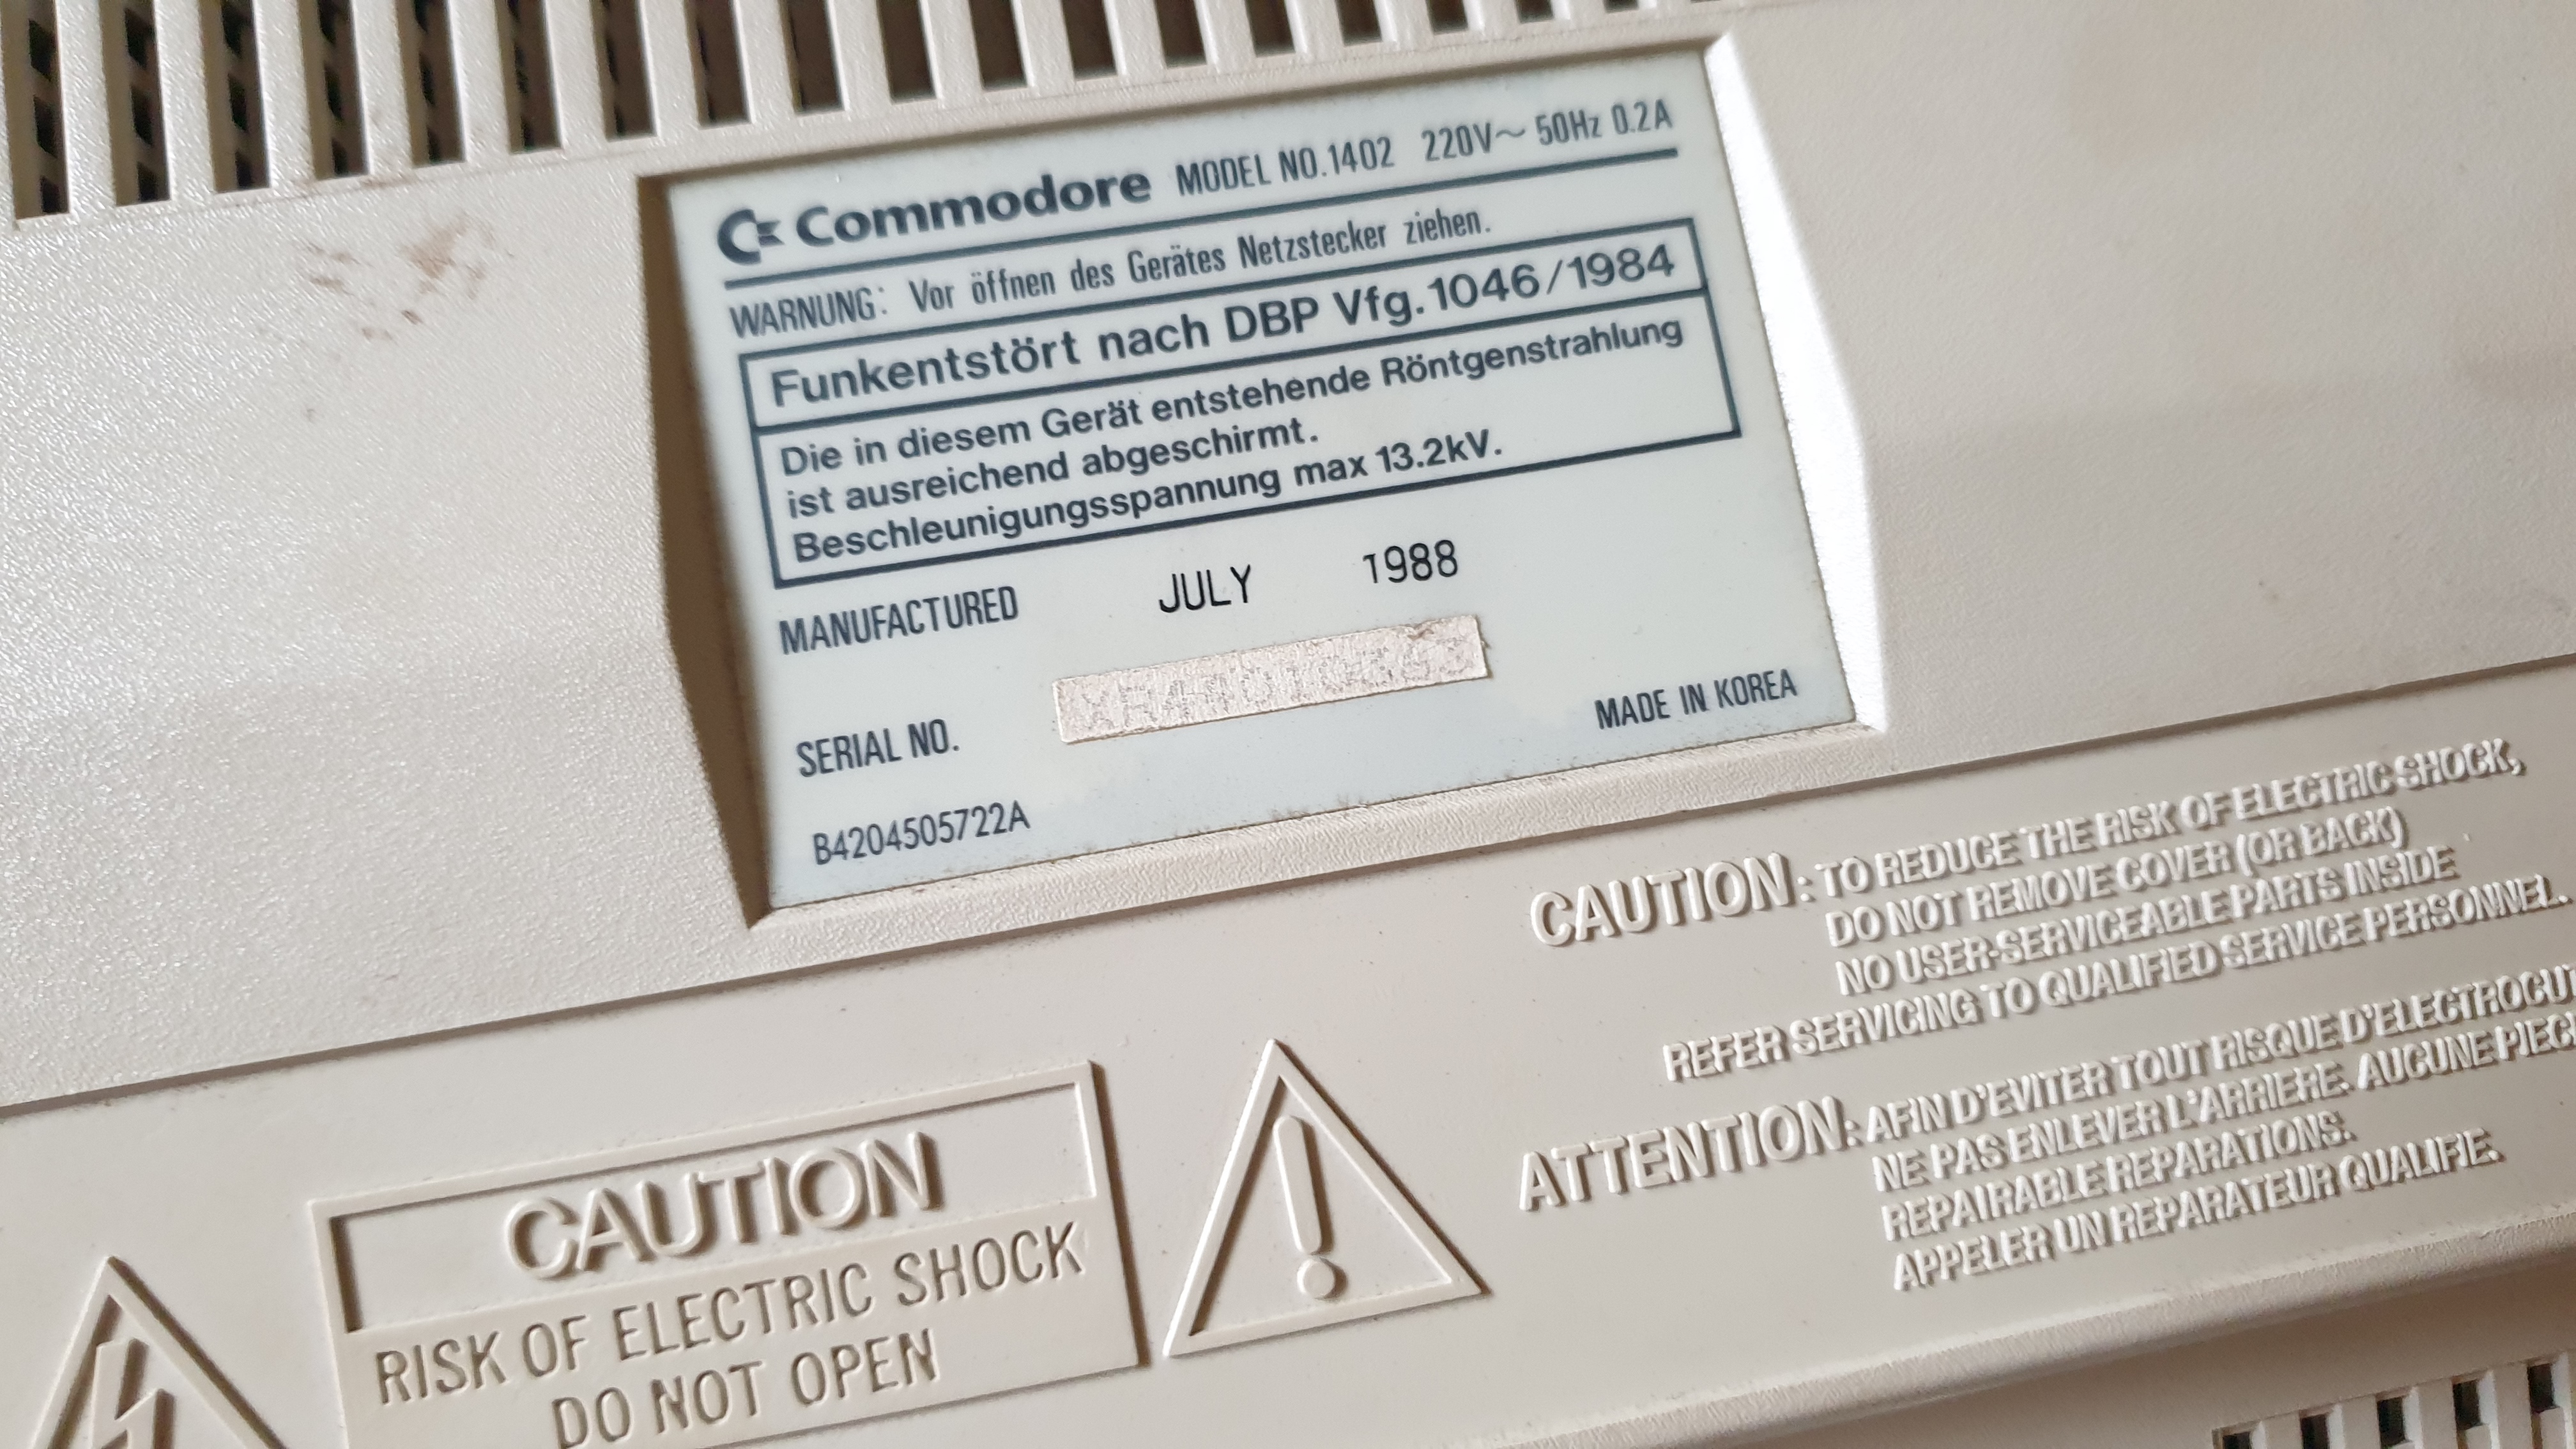 Commodore MODEL NO.1402 220V~ 50Hz 0.2A
WARNUNG: Vor öffnen des Gerätes Netzstecker ziehen.
Funkentstört nach DBP Vfg.1046/1984
Die in diesem Gerät entstehende Röntgenstrahlung
ist ausreichend abgeschirmt.
Beschleunigungsspannung max 13.2kV.
MANUFACTURED JULY 1988
SERIAL NO.
MADE IN KOREA
B4204505722A
CAUTION: TO REDUCE THE RISK OF ELECTRIC SHOCK,
DO NOT REMOVE COVER (OR BACK)
NO USER-SERVICEABLE PARTS INSIDE
REFER SERVICING TO QUALIFIED SERVICE PERSONNEL.
ATTENTION: AFIN D'EVITER TOUT RISQUE D'ELECTROCUT
NE PAS ENLEVER L'ARRIERE. AUCUNE PIEC
REPAIRABLE REPARATIONS.
APPELER UN REPARATEUR QUALIFIE.
CAUTION
RISK OF ELECTRIC SHOCK
DO NOT OPEN